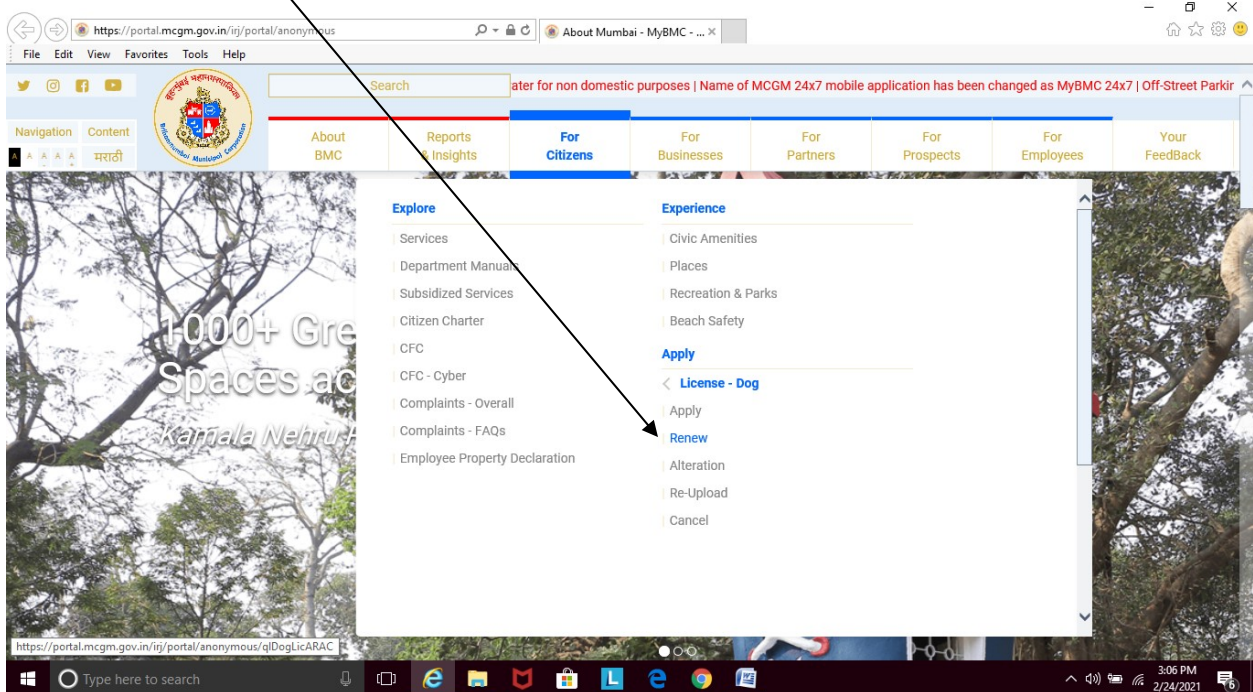 https://portal.mcgm.gov.in/irj/portal/anonymous
About Mumbai - MyBMC - ...
File Edit View Favorites Tools Help
Search
ater for non domestic purposes | Name of MCGM 24x7 mobile application has been changed as MyBMC 24x7 | Off-Street Parkir
Navigation Content
A A A A A मराठी
About BMC
Reports & Insights
For Citizens
For Businesses
For Partners
For Prospects
For Employees
Your FeedBack
Explore
Services
Department Manuals
Subsidized Services
Citizen Charter
CFC
CFC - Cyber
Complaints - Overall
Complaints - FAQs
Employee Property Declaration
Experience
Civic Amenities
Places
Recreation & Parks
Beach Safety
Apply
License - Dog
Apply
Renew
Alteration
Re-Upload
Cancel
1000+ Gre
Spaces ac
Kamala Nehru P
https://portal.mcgm.gov.in/irj/portal/anonymous/qlDogLicARAC
Type here to search
3:06 PM
2/24/2021